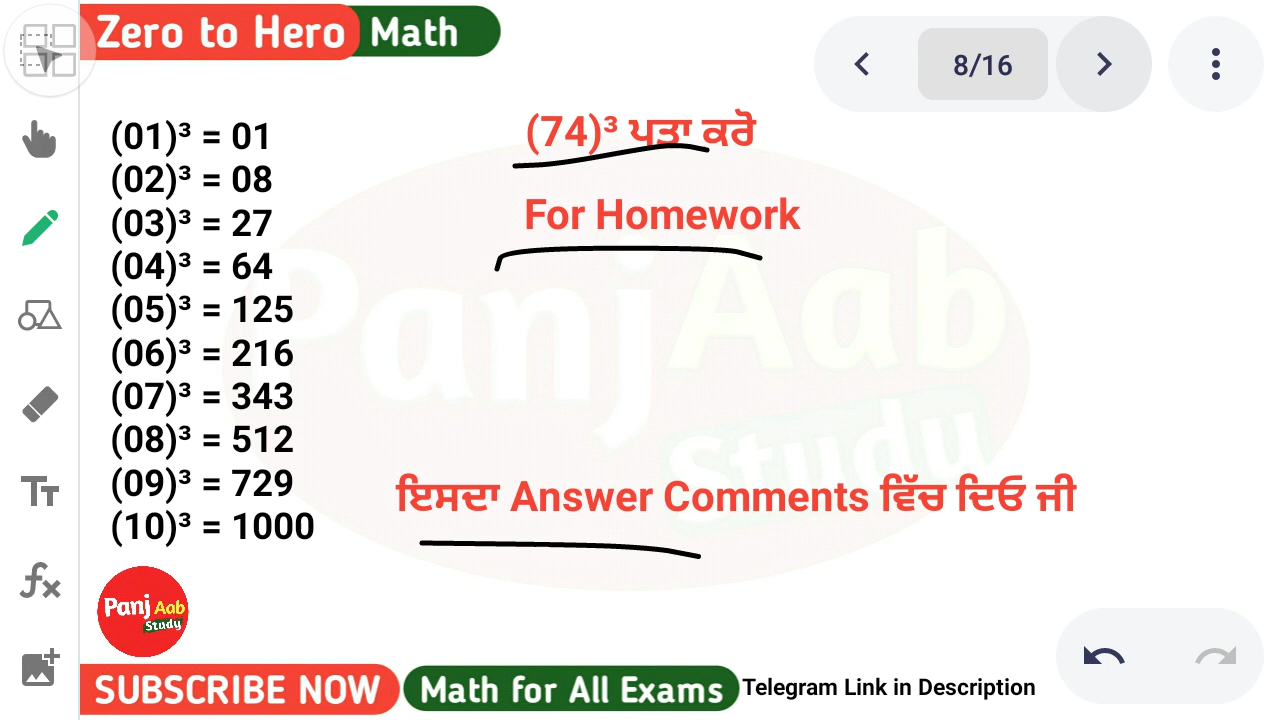 Zero to Hero Math
8/16
(01)³ = 01
(02)³ = 08
(03)³ = 27
(04)³ = 64
(05)³ = 125
(06)³ = 216
(07)³ = 343
(08)³ = 512
(09)³ = 729
(10)³ = 1000
(74)³ ਪਤਾ ਕਰੋ
For Homework
PanjAab
Study
ਇਸਦਾ Answer Comments ਵਿੱਚ ਦਿਓ ਜੀ
Tт
fx
Panj Aab
Study
SUBSCRIBE NOW Math for All Exams Telegram Link in Description